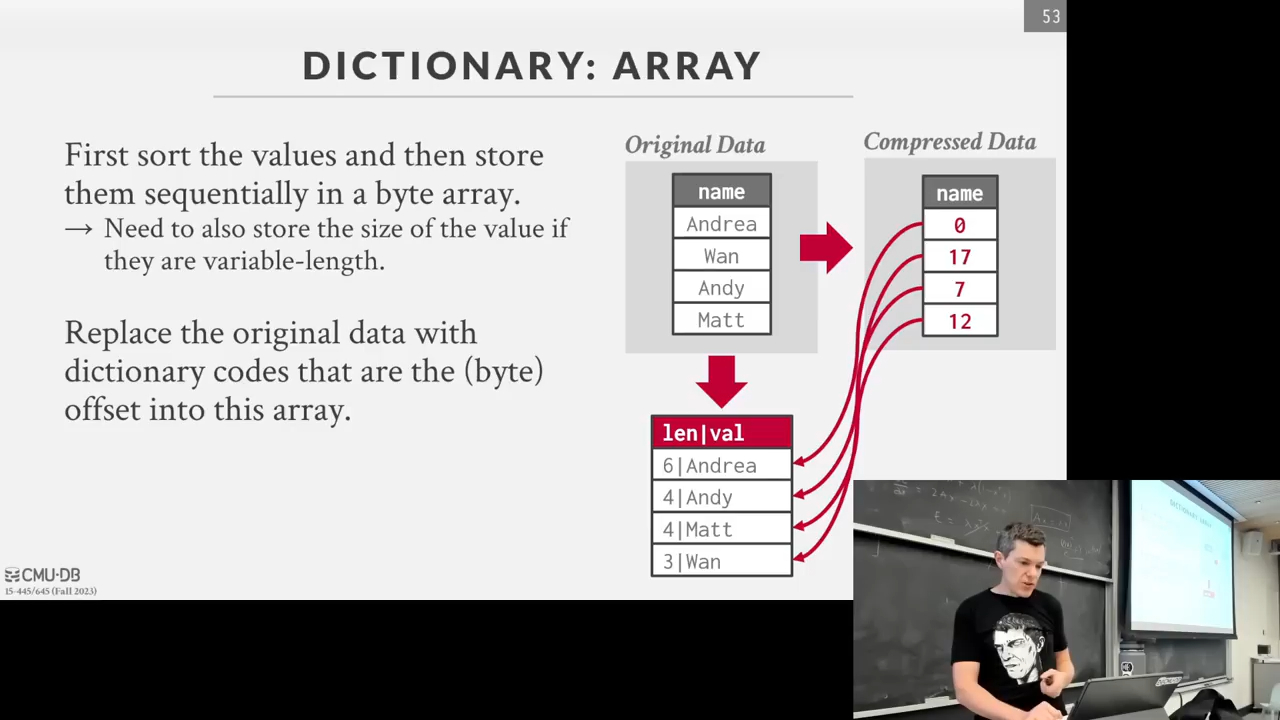 53
DICTIONARY: ARRAY
First sort the values and then store
them sequentially in a byte array.
→ Need to also store the size of the value if
they are variable-length.
Replace the original data with
dictionary codes that are the (byte)
offset into this array.
Original Data
name
Andrea
Wan
Andy
Matt
Compressed Data
name
0
17
7
12
len|val
6|Andrea
4|Andy
4|Matt
3|Wan
CMU·DB
15-445/645 (Fall 2023)
DICTIONARY: ARRAY